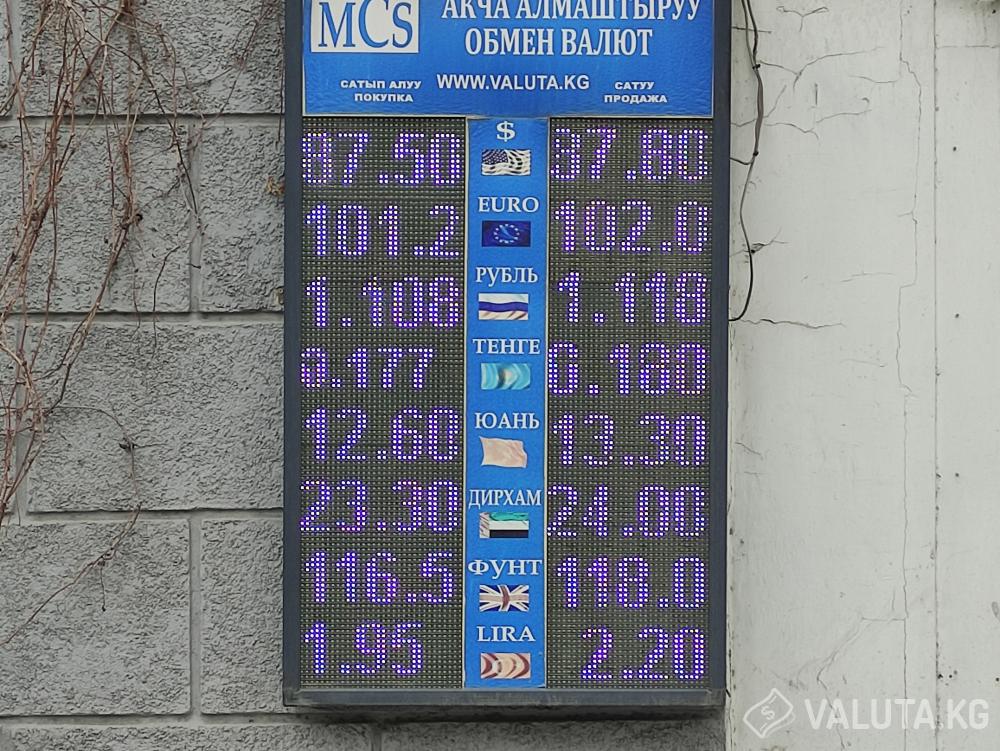 MCS
АКЧА АЛМАШТЫРУУ
ОБМЕН ВАЛЮТ
САТЫП АЛУУ
ПОКУПКА
WWW.VALUTA.KG
САТУУ
ПРОДАЖА
87.50 $ 87.80
101.2 EURO 102.0
1.108 РУБЛЬ 1.118
0.177 ТЕНГЕ 0.180
12.60 ЮАНЬ 13.30
23.30 ДИРХАМ 24.00
116.5 ФУНТ 118.0
1.95 LIRA 2.20
VALUTA.KG